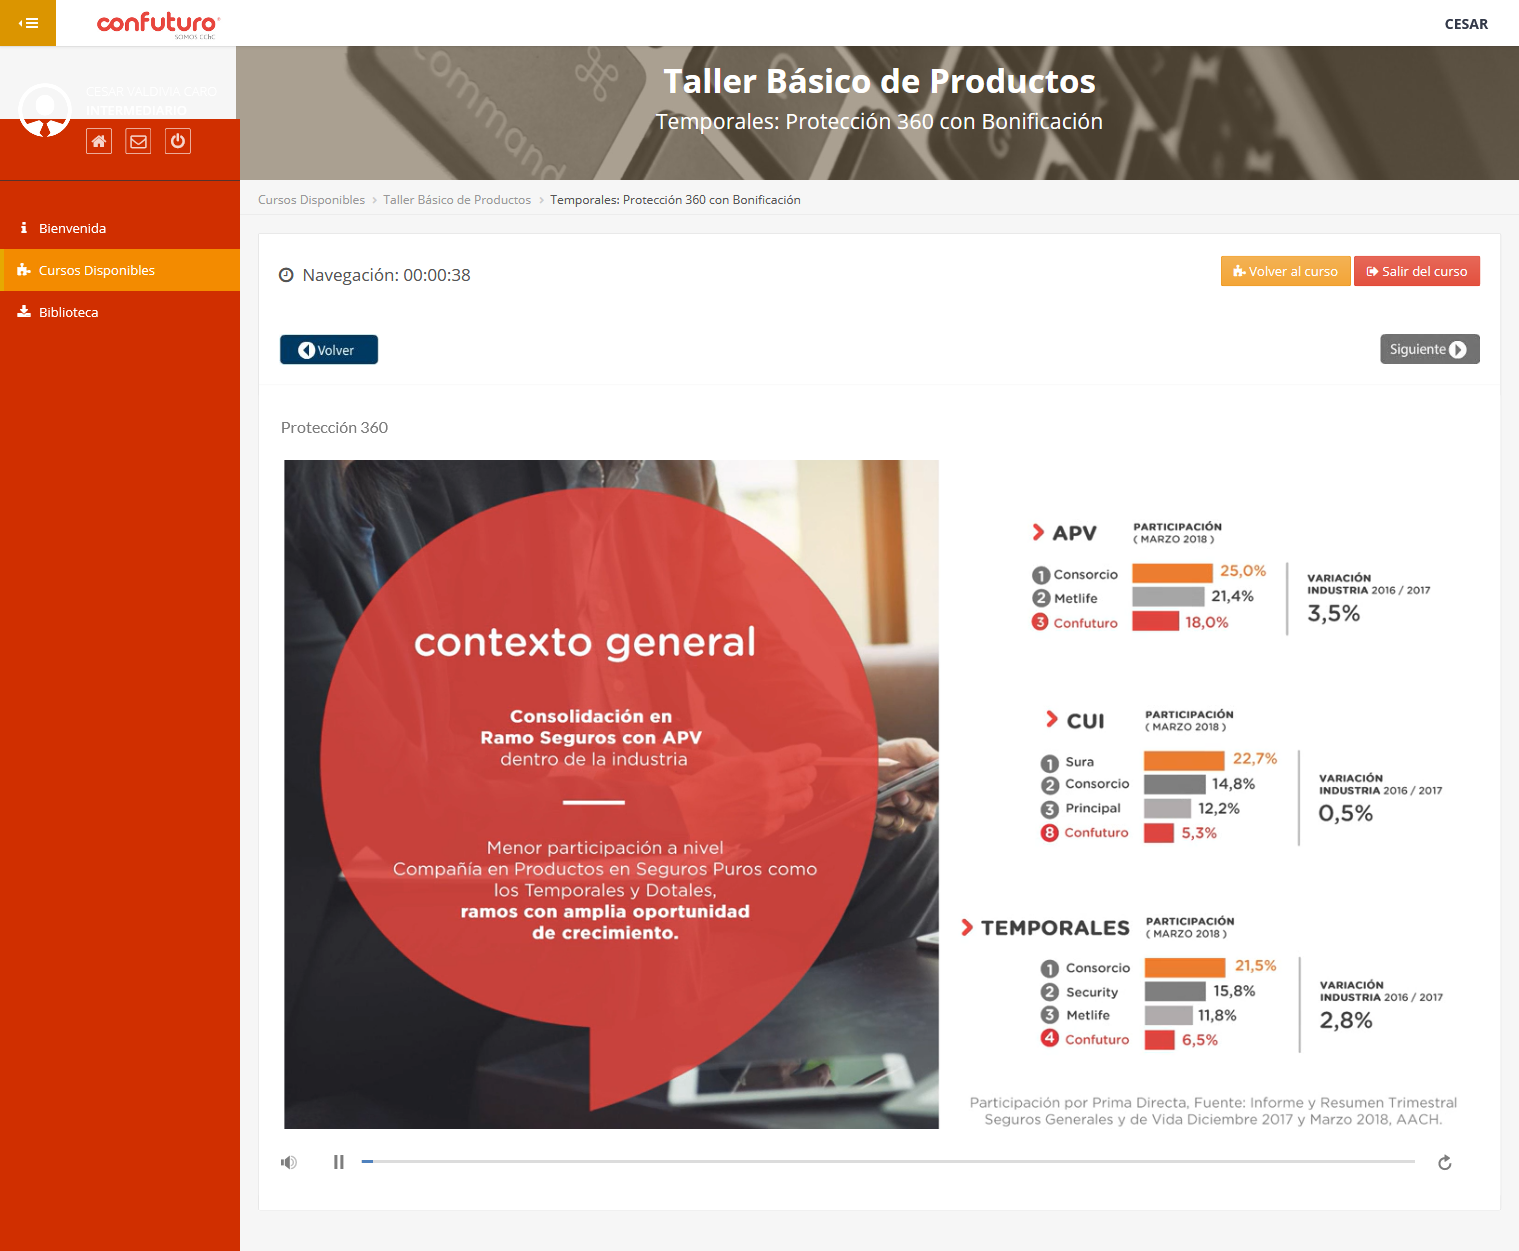 confuturo
SOMOS CChC
CESAR
CESAR VALDIVIA CARO
INTERMEDIARIO
Taller Básico de Productos
Temporales: Protección 360 con Bonificación
command
Cursos Disponibles > Taller Básico de Productos > Temporales: Protección 360 con Bonificación
Bienvenida
Cursos Disponibles
Biblioteca
Navegación: 00:00:38
Volver al curso
Salir del curso
Volver
Siguiente
Protección 360
contexto general
Consolidación en
Ramo Seguros con APV
dentro de la industria
Menor participación a nivel
Compañía en Productos en Seguros Puros como
los Temporales y Dotales,
ramos con amplia oportunidad
de crecimiento.
APV
PARTICIPACIÓN
( MARZO 2018 )
1 Consorcio 25,0%
2 Metlife 21,4%
3 Confuturo 18,0%
VARIACIÓN
INDUSTRIA 2016 / 2017
3,5%
CUI
PARTICIPACIÓN
( MARZO 2018 )
1 Sura 22,7%
2 Consorcio 14,8%
3 Principal 12,2%
8 Confuturo 5,3%
VARIACIÓN
INDUSTRIA 2016 / 2017
0,5%
TEMPORALES
PARTICIPACIÓN
( MARZO 2018 )
1 Consorcio 21,5%
2 Security 15,8%
3 Metlife 11,8%
4 Confuturo 6,5%
VARIACIÓN
INDUSTRIA 2016 / 2017
2,8%
Participación por Prima Directa, Fuente: Informe y Resumen Trimestral
Seguros Generales y de Vida Diciembre 2017 y Marzo 2018, AACH.